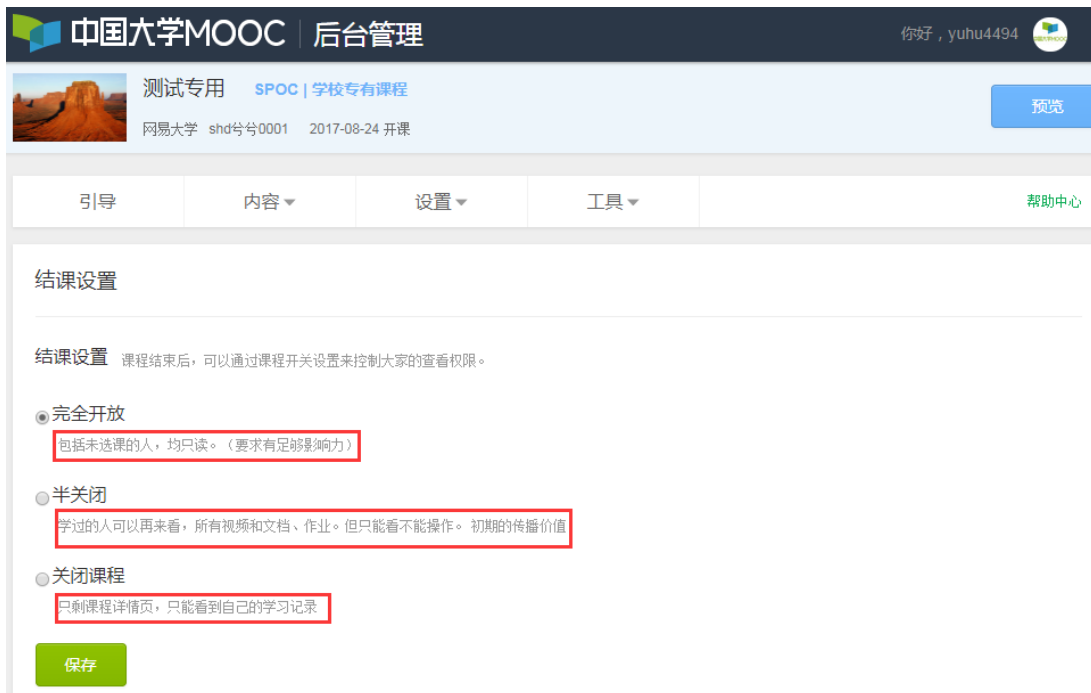 中国大学MOOC 后台管理 你好，yuhu4494
测试专用 SPOC | 学校专有课程
预览
网易大学 shd兮兮0001 2017-08-24 开课
引导 内容 设置 工具 帮助中心
结课设置
结课设置 课程结束后，可以通过课程开关设置来控制大家的查看权限。
完全开放
包括未选课的人，均只读。（要求有足够影响力）
半关闭
学过的人可以再来看，所有视频和文档、作业。但只能看不能操作。 初期的传播价值
关闭课程
只剩课程详情页，只能看到自己的学习记录
保存